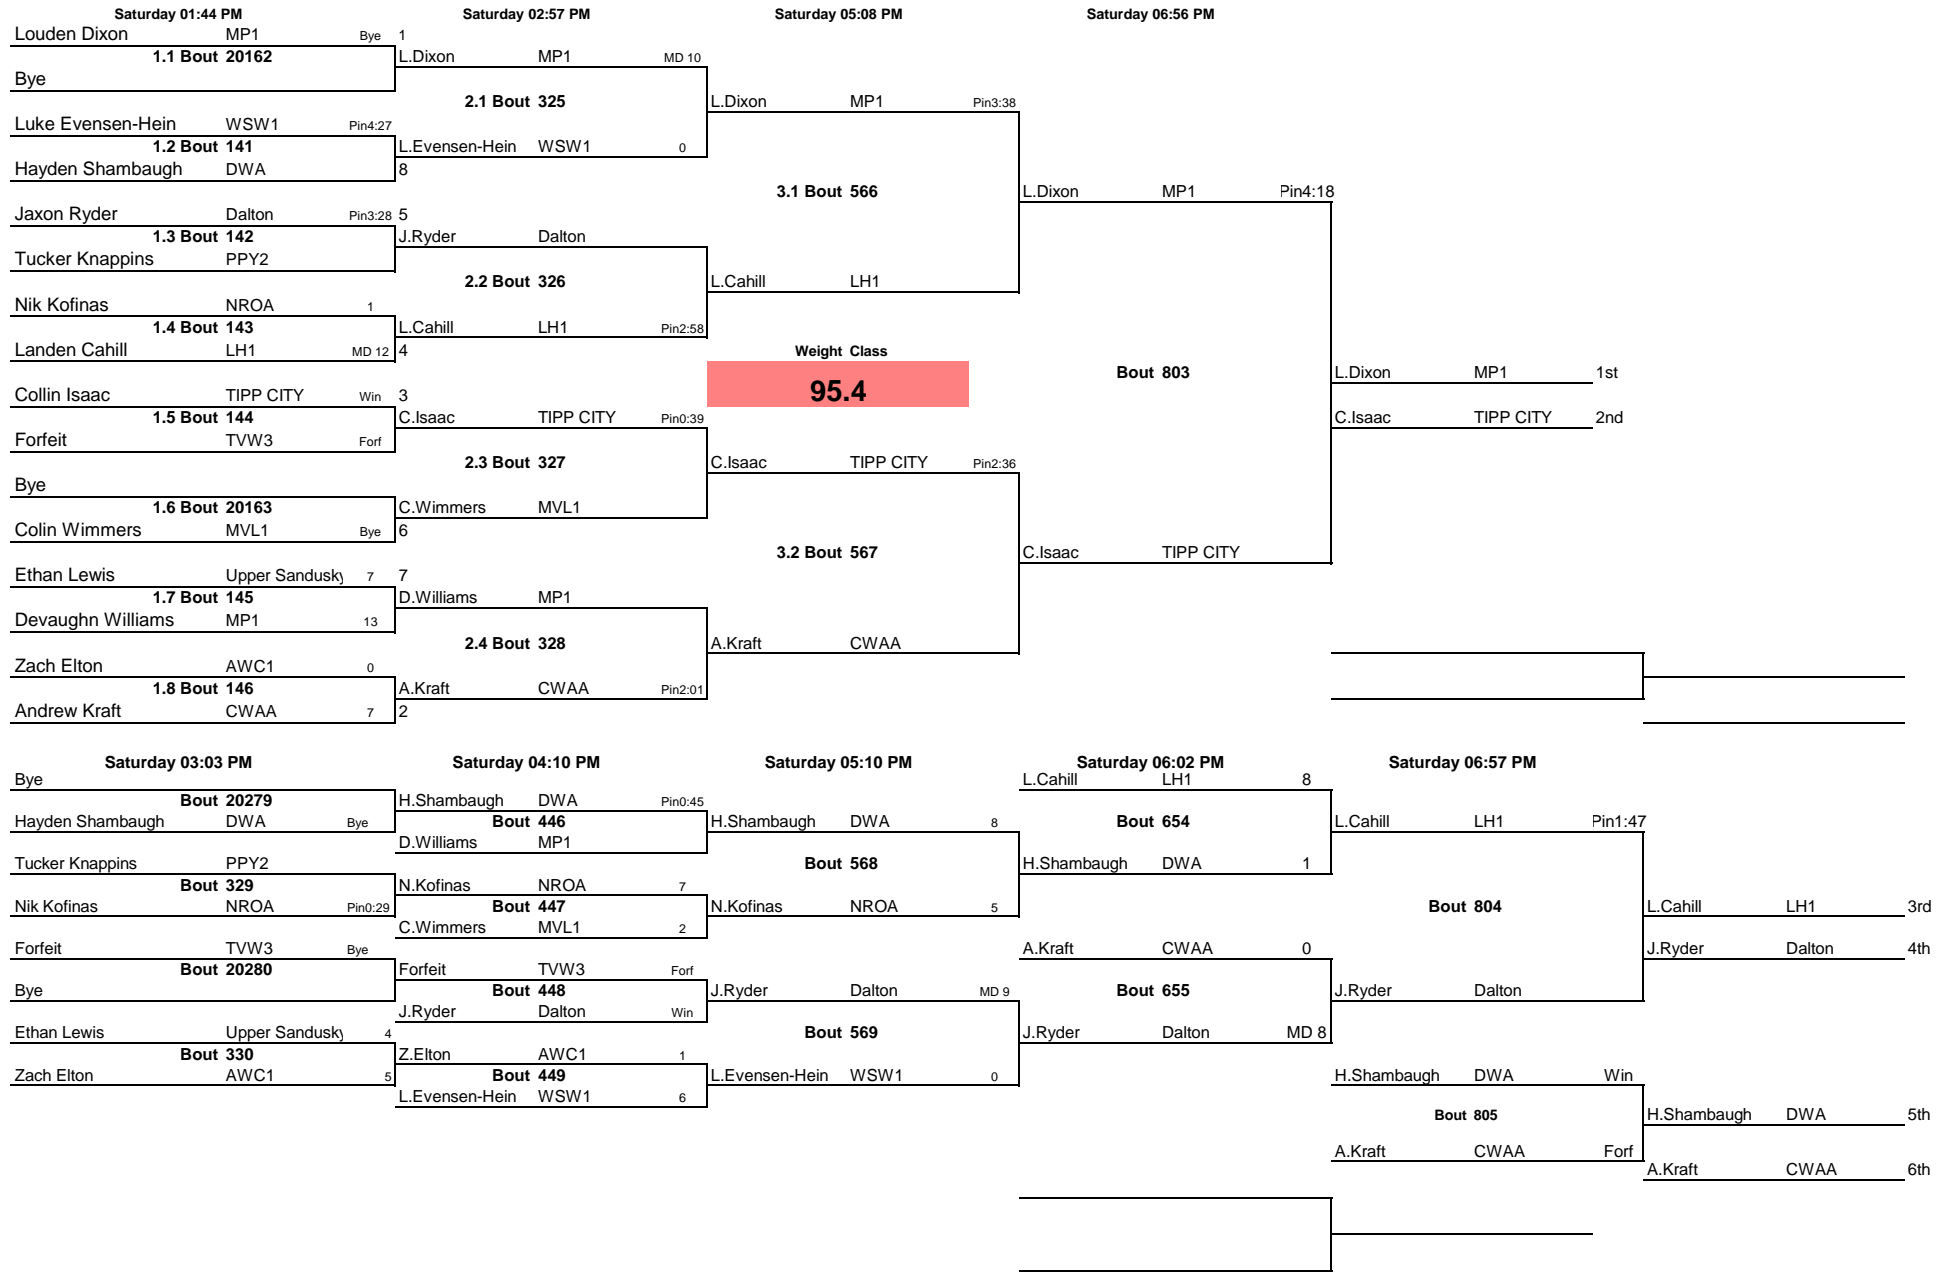 Saturday 01:44 PM Saturday 02:57 PM Saturday 05:08 PM Saturday 06:56 PM
Louden Dixon MP1 Bye 1
1.1 Bout 20162 L.Dixon MP1 MD 10
Bye
2.1 Bout 325 L.Dixon MP1 Pin3:38
Luke Evensen-Hein WSW1 Pin4:27
1.2 Bout 141 L.Evensen-Hein WSW1 0
Hayden Shambaugh DWA 8
3.1 Bout 566 L.Dixon MP1 Pin4:18
Jaxon Ryder Dalton Pin3:28 5
1.3 Bout 142 J.Ryder Dalton
Tucker Knappins PPY2
2.2 Bout 326 L.Cahill LH1
Nik Kofinas NROA 1
1.4 Bout 143 L.Cahill LH1 Pin2:58
Landen Cahill LH1 MD 12 4 Weight Class
Bout 803 L.Dixon MP1 1st
Collin Isaac TIPP CITY Win 3 95.4
1.5 Bout 144 C.Isaac TIPP CITY Pin0:39 C.Isaac TIPP CITY 2nd
Forfeit TVW3 Forf
2.3 Bout 327 C.Isaac TIPP CITY Pin2:36
Bye
1.6 Bout 20163 C.Wimmers MVL1
Colin Wimmers MVL1 Bye 6
3.2 Bout 567 C.Isaac TIPP CITY
Ethan Lewis Upper Sandusky 7 7
1.7 Bout 145 D.Williams MP1
Devaughn Williams MP1 13
2.4 Bout 328 A.Kraft CWAA
Zach Elton AWC1 0
1.8 Bout 146 A.Kraft CWAA Pin2:01
Andrew Kraft CWAA 7 2
Saturday 03:03 PM Saturday 04:10 PM Saturday 05:10 PM Saturday 06:02 PM Saturday 06:57 PM
Bye L.Cahill LH1 8
Bout 20279 H.Shambaugh DWA Pin0:45
Hayden Shambaugh DWA Bye Bout 446 H.Shambaugh DWA 8 Bout 654 L.Cahill LH1 Pin1:47
D.Williams MP1
Tucker Knappins PPY2 Bout 568 H.Shambaugh DWA 1
Bout 329 N.Kofinas NROA 7
Nik Kofinas NROA Pin0:29 Bout 447 N.Kofinas NROA 5 Bout 804 L.Cahill LH1 3rd
C.Wimmers MVL1 2
Forfeit TVW3 Bye A.Kraft CWAA 0 J.Ryder Dalton 4th
Bout 20280 Forfeit TVW3 Forf
Bye Bout 448 J.Ryder Dalton MD 9 Bout 655 J.Ryder Dalton
J.Ryder Dalton Win
Ethan Lewis Upper Sandusky 4 Bout 569 J.Ryder Dalton MD 8
Bout 330 Z.Elton AWC1 1
Zach Elton AWC1 5 Bout 449 L.Evensen-Hein WSW1 0 H.Shambaugh DWA Win
L.Evensen-Hein WSW1 6
Bout 805 H.Shambaugh DWA 5th
A.Kraft CWAA Forf
A.Kraft CWAA 6th